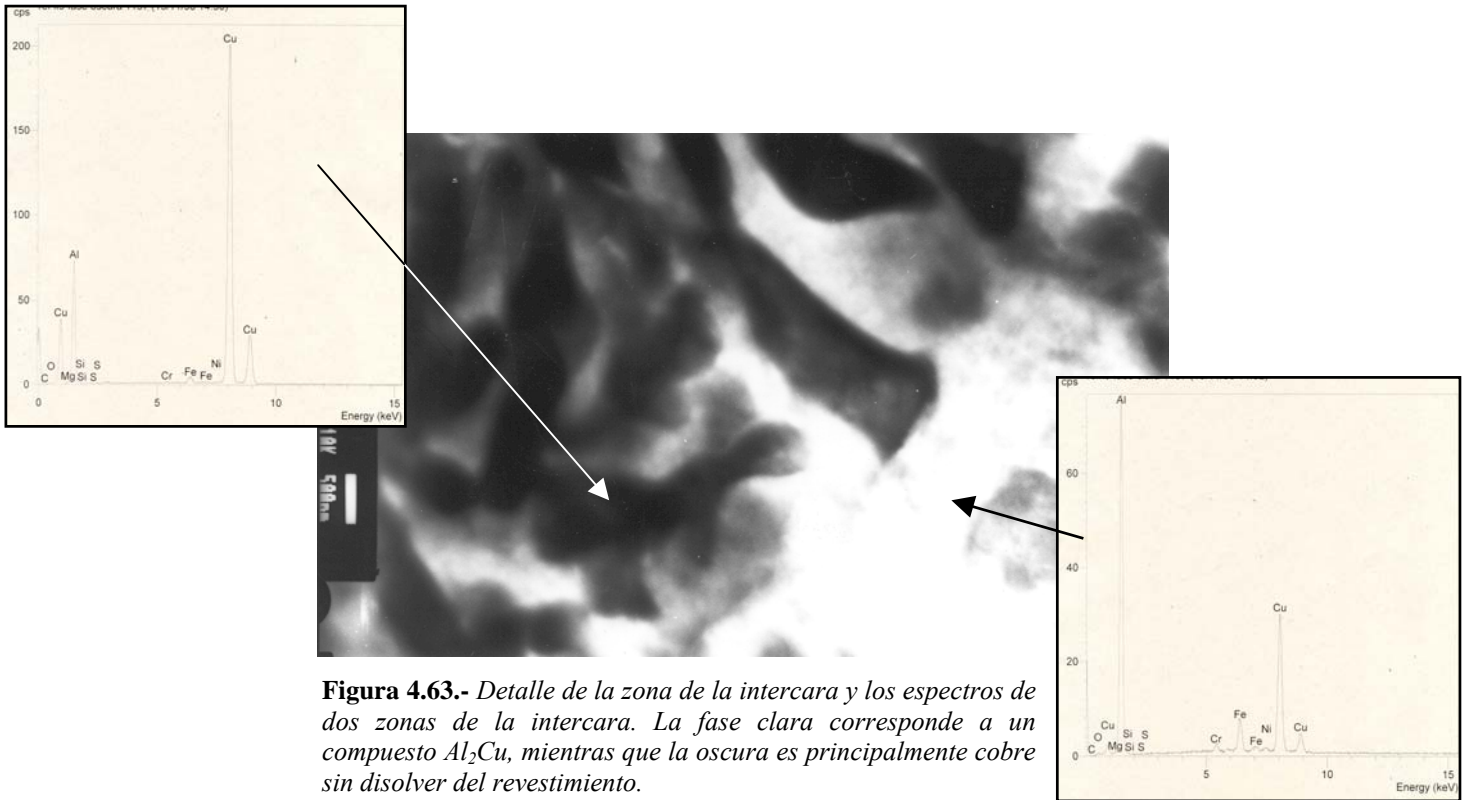 cps
200
Cu
150
100
Al
50
Cu
Cu
O Si S Ni
C Mg Si S Cr Fe Fe
0
0 5 10 15
Energy (keV)
500nm
cps
Al
60
40
Cu
20
Fe
Cu Ni Cu
O Si S Cr Fe
C Mg Si S
0
5 10 15
Energy (keV)
Figura 4.63.- Detalle de la zona de la intercara y los espectros de
dos zonas de la intercara. La fase clara corresponde a un
compuesto Al₂Cu, mientras que la oscura es principalmente cobre
sin disolver del revestimiento.